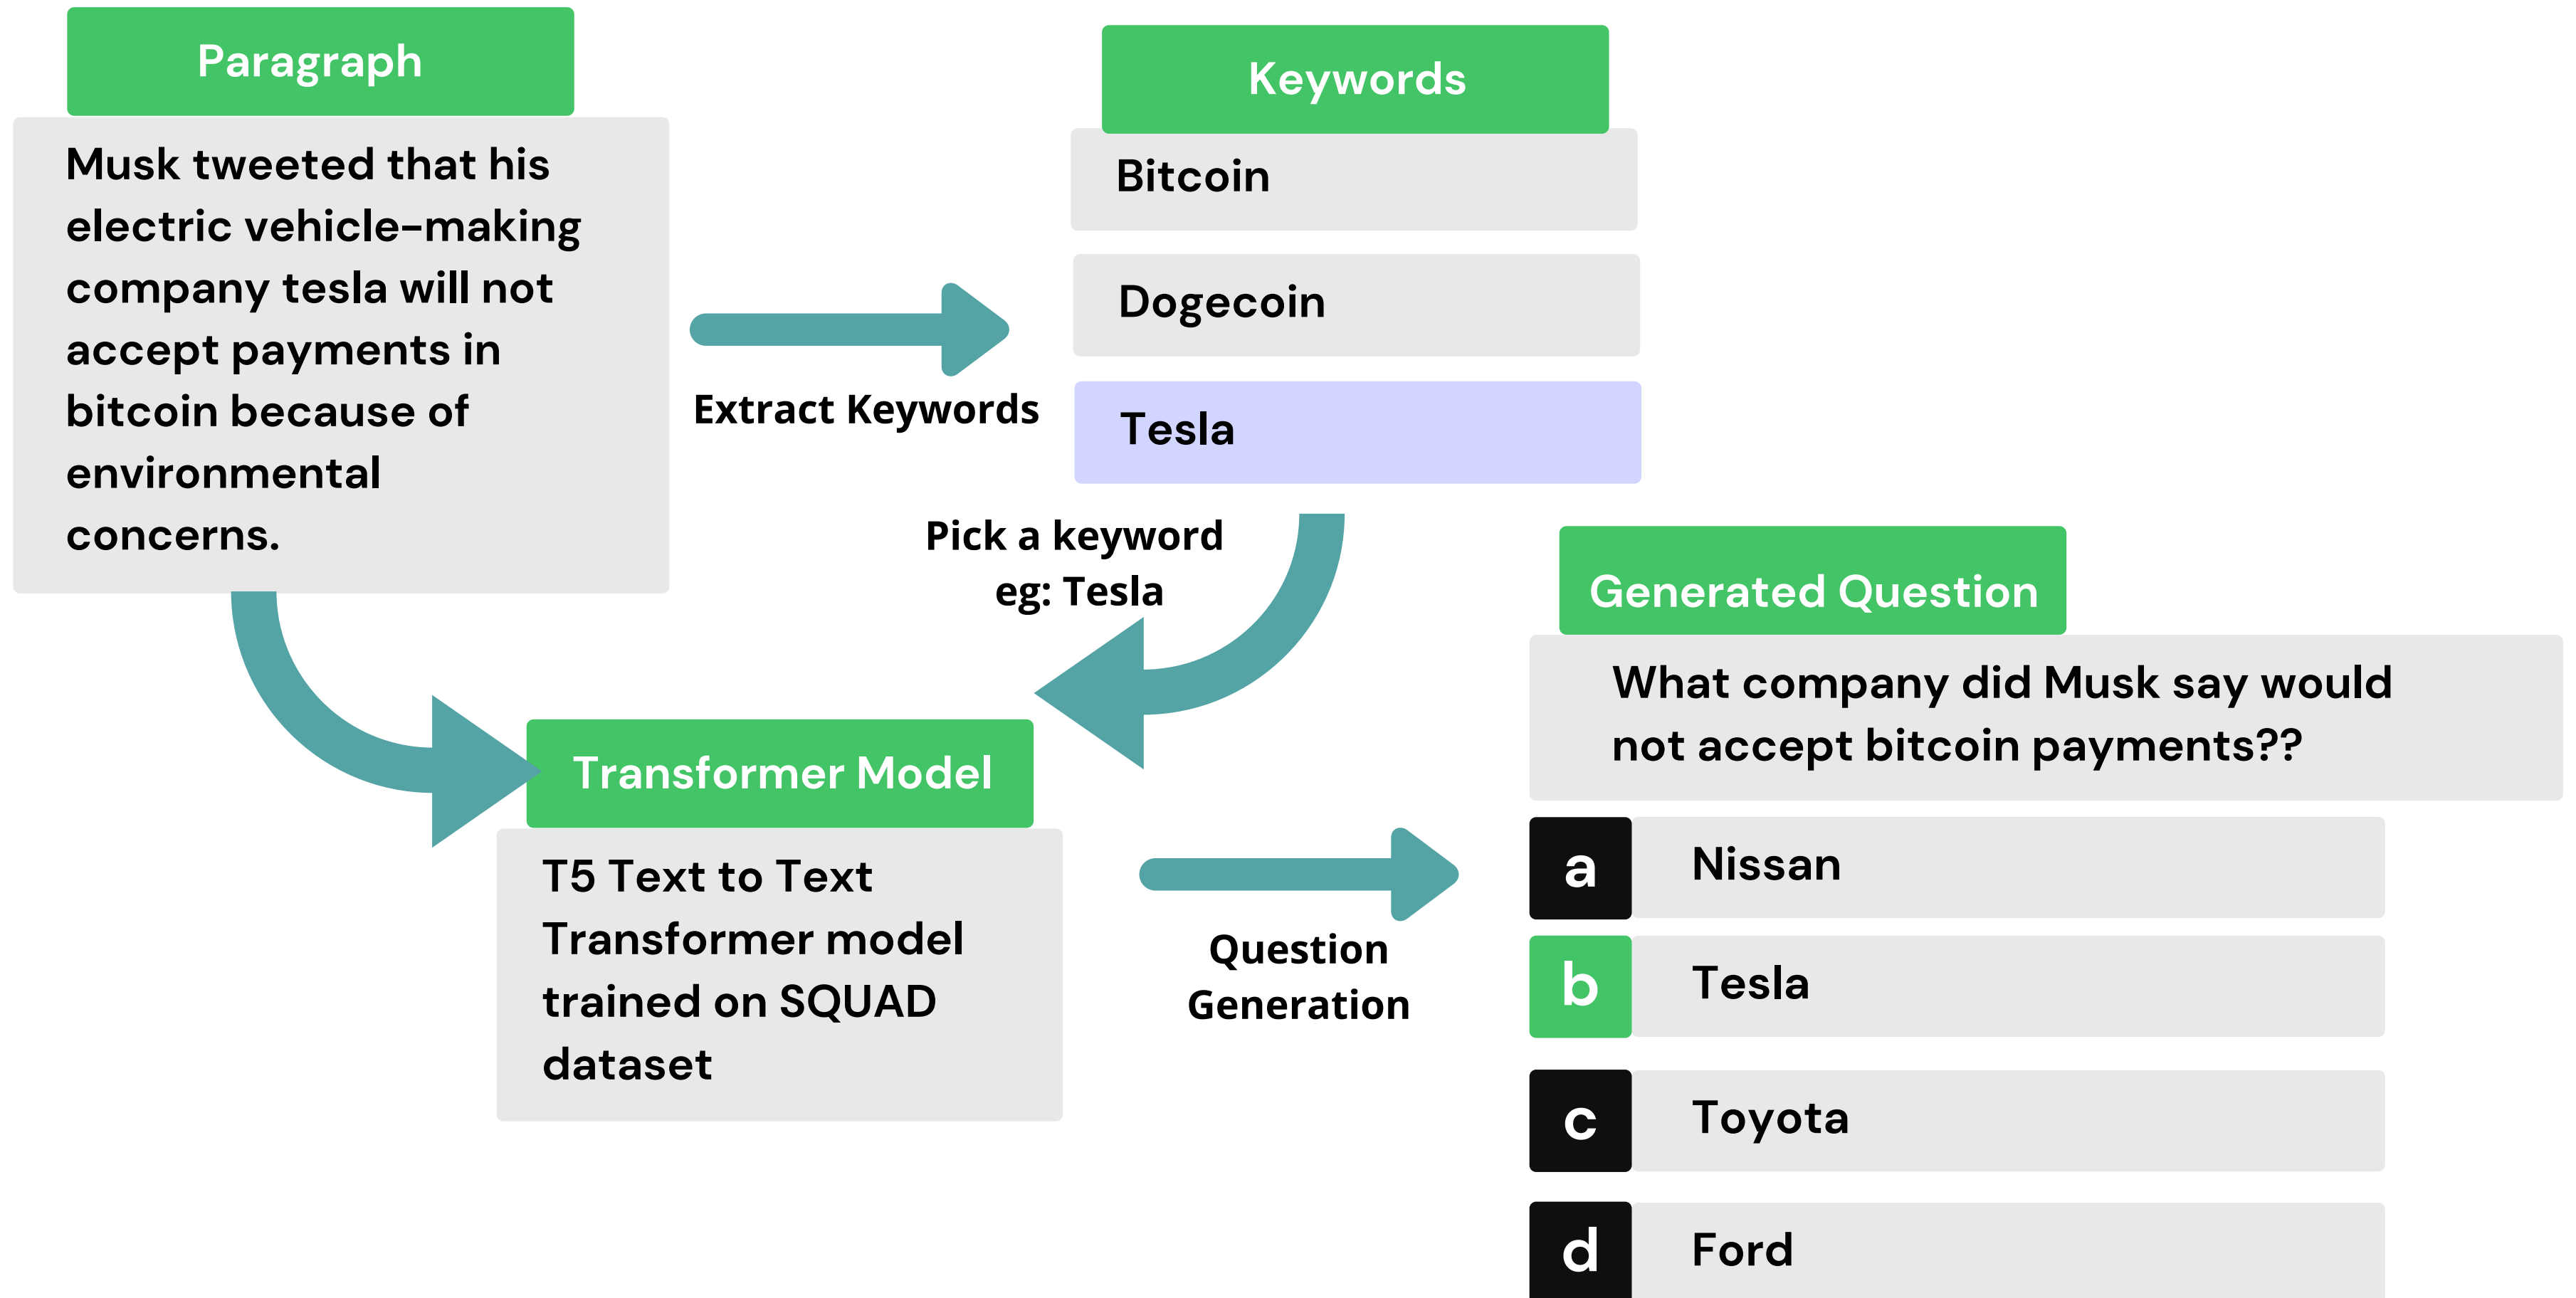 Paragraph
Musk tweeted that his
electric vehicle-making
company tesla will not
accept payments in
bitcoin because of
environmental
concerns.
Extract Keywords
Keywords
Bitcoin
Dogecoin
Tesla
Pick a keyword
eg: Tesla
Transformer Model
T5 Text to Text
Transformer model
trained on SQUAD
dataset
Question
Generation
Generated Question
What company did Musk say would
not accept bitcoin payments??
a Nissan
b Tesla
c Toyota
d Ford